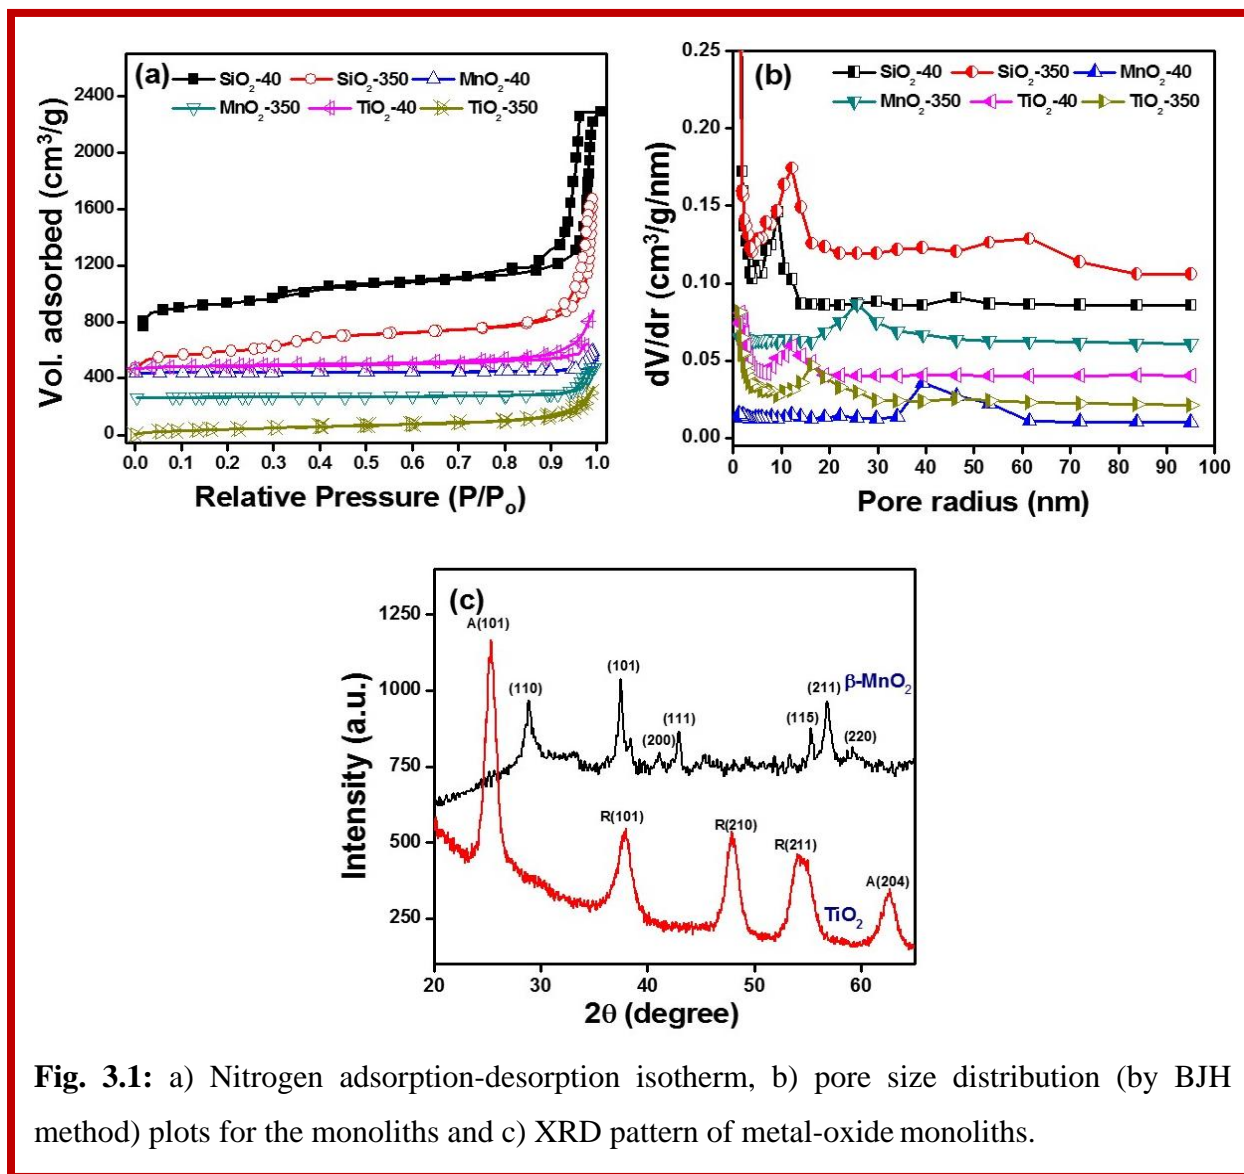 (a)
SiO2-40 SiO2-350 MnO2-40
MnO2-350 TiO2-40 TiO2-350
2400
2000
1600
1200
800
400
0
Vol. adsorbed (cm³/g)
0.0 0.1 0.2 0.3 0.4 0.5 0.6 0.7 0.8 0.9 1.0
Relative Pressure (P/Po)
(b)
SiO2-40 SiO2-350 MnO2-40
MnO2-350 TiO2-40 TiO2-350
0.25
0.20
0.15
0.10
0.05
0.00
dV/dr (cm³/g/nm)
0 10 20 30 40 50 60 70 80 90 100
Pore radius (nm)
(c)
1250
1000
750
500
250
Intensity (a.u.)
A(101)
(110)
(101)
(200)
(111)
(115)
(211)
(220)
β-MnO2
R(101)
R(210)
R(211)
A(204)
TiO2
20 30 40 50 60
2θ (degree)
Fig. 3.1: a) Nitrogen adsorption-desorption isotherm, b) pore size distribution (by BJH
method) plots for the monoliths and c) XRD pattern of metal-oxide monoliths.